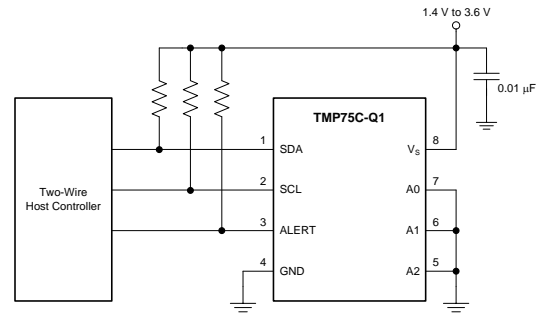 1.4 V to 3.6 V
0.01 μF
TMP75C-Q1
Two-Wire
Host Controller
1 SDA
2 SCL
3 ALERT
4 GND
VS 8
A0 7
A1 6
A2 5